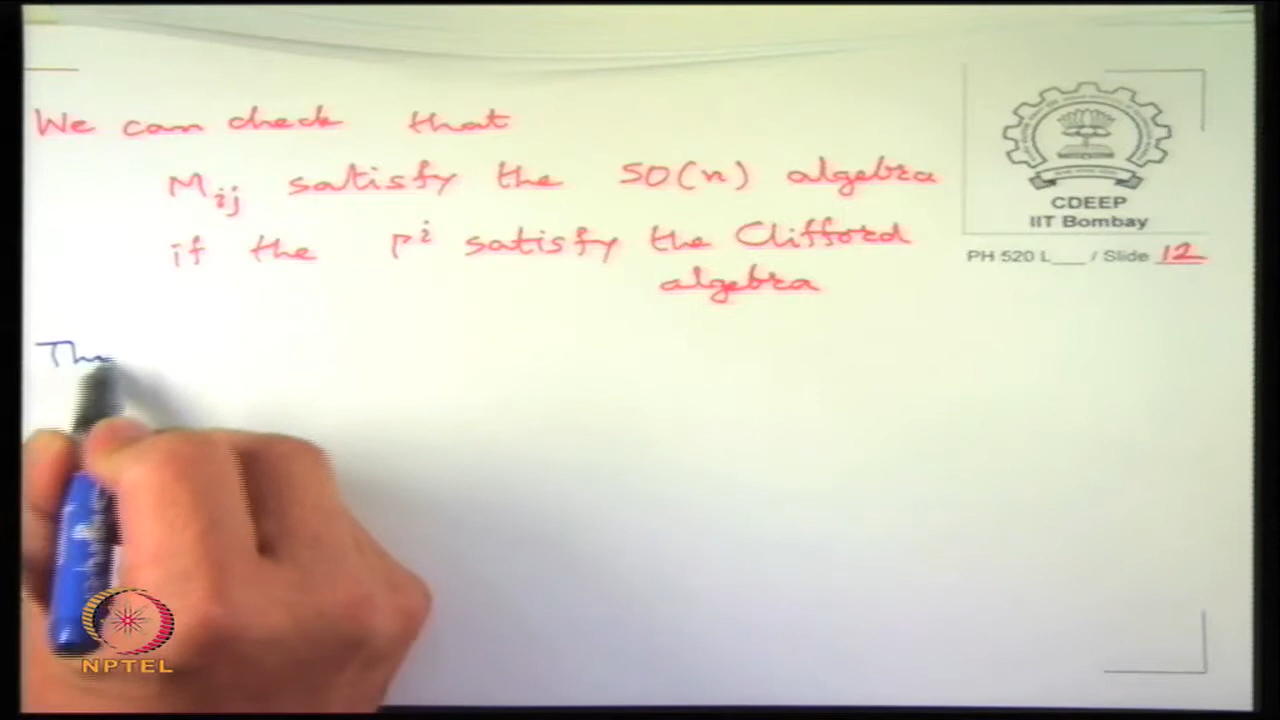 We can check that
M_ij satisfy the SO(n) algebra
if the Γ^i satisfy the Clifford
algebra
CDEEP
IIT Bombay
PH 520 L___ / Slide 12
Th
NPTEL